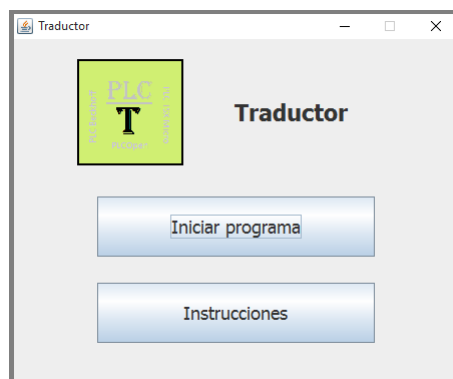 Traductor
PLC
T
Traductor
Iniciar programa
Instrucciones